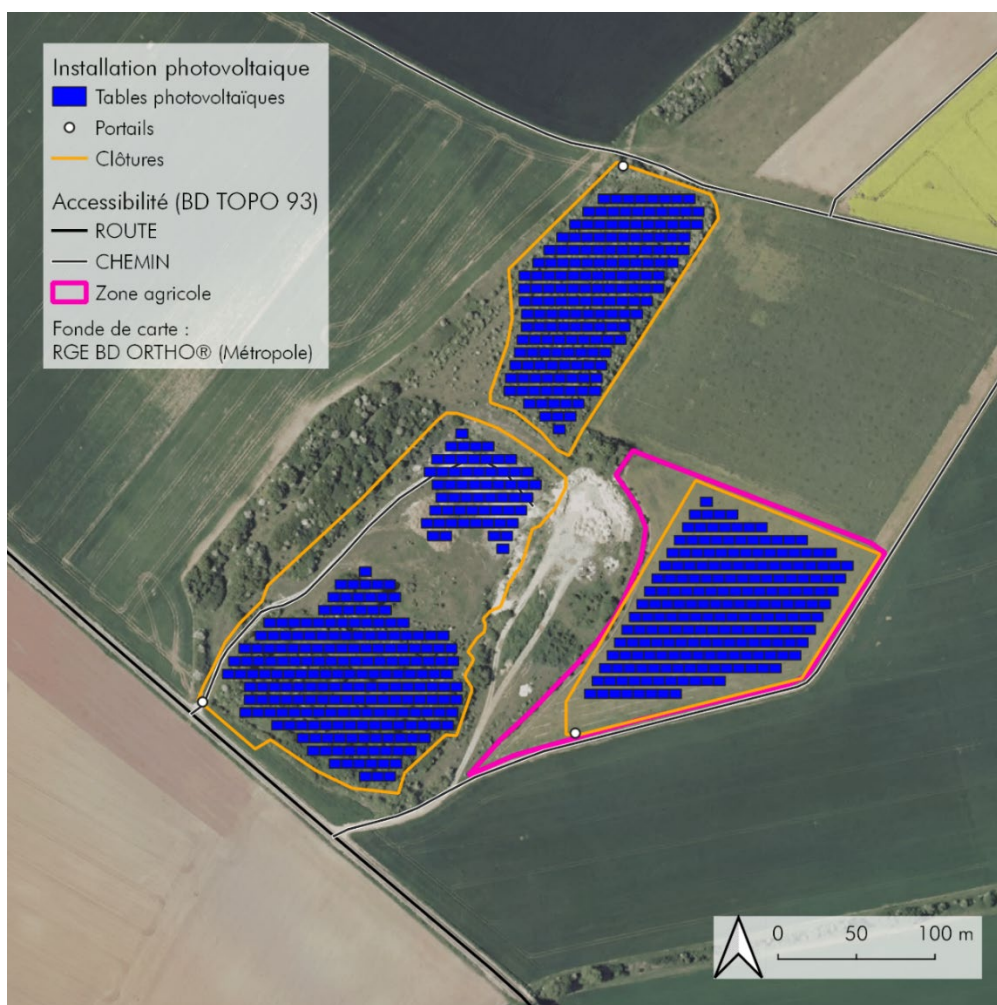 Installation photovoltaique
Tables photovoltaïques
Portails
Clôtures
Accessibilité (BD TOPO 93)
ROUTE
CHEMIN
Zone agricole
Fonde de carte :
RGE BD ORTHO® (Métropole)
0 50 100 m